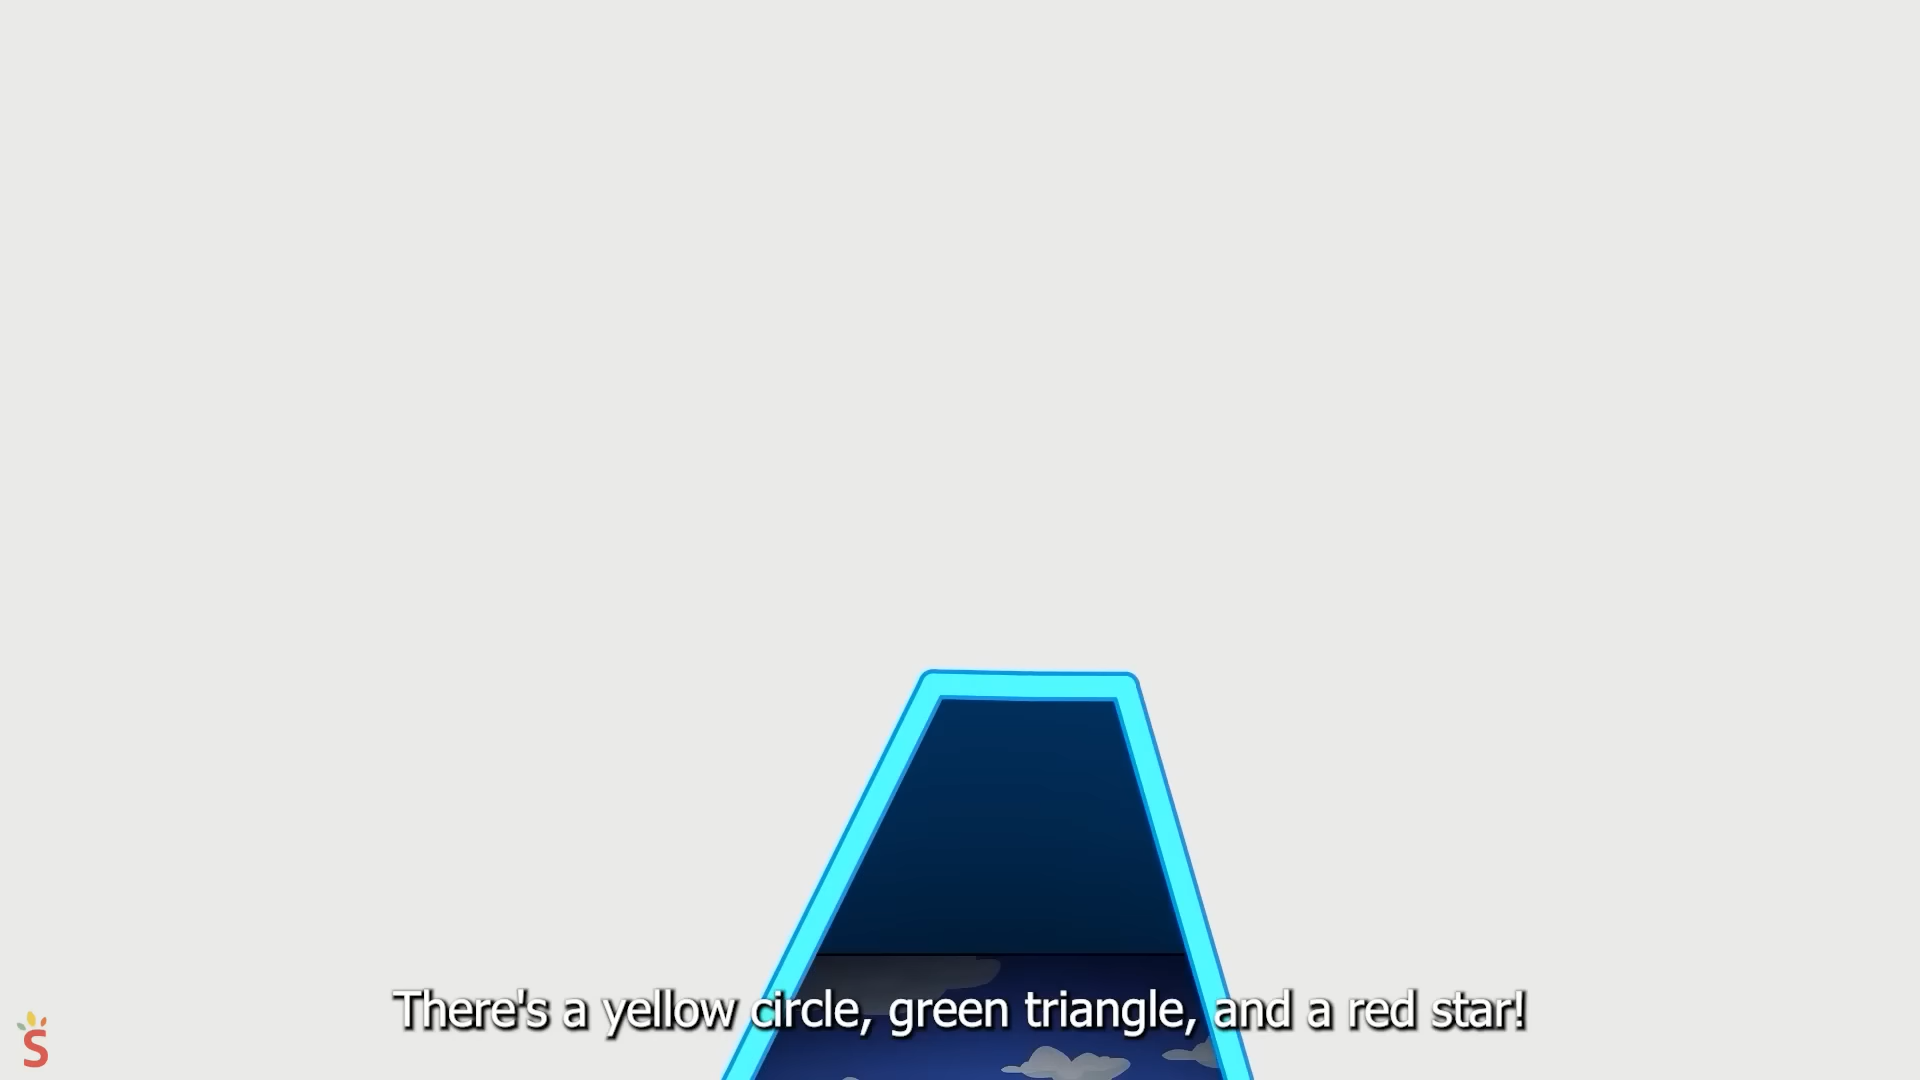 There's a yellow circle, green triangle, and a red star!
S